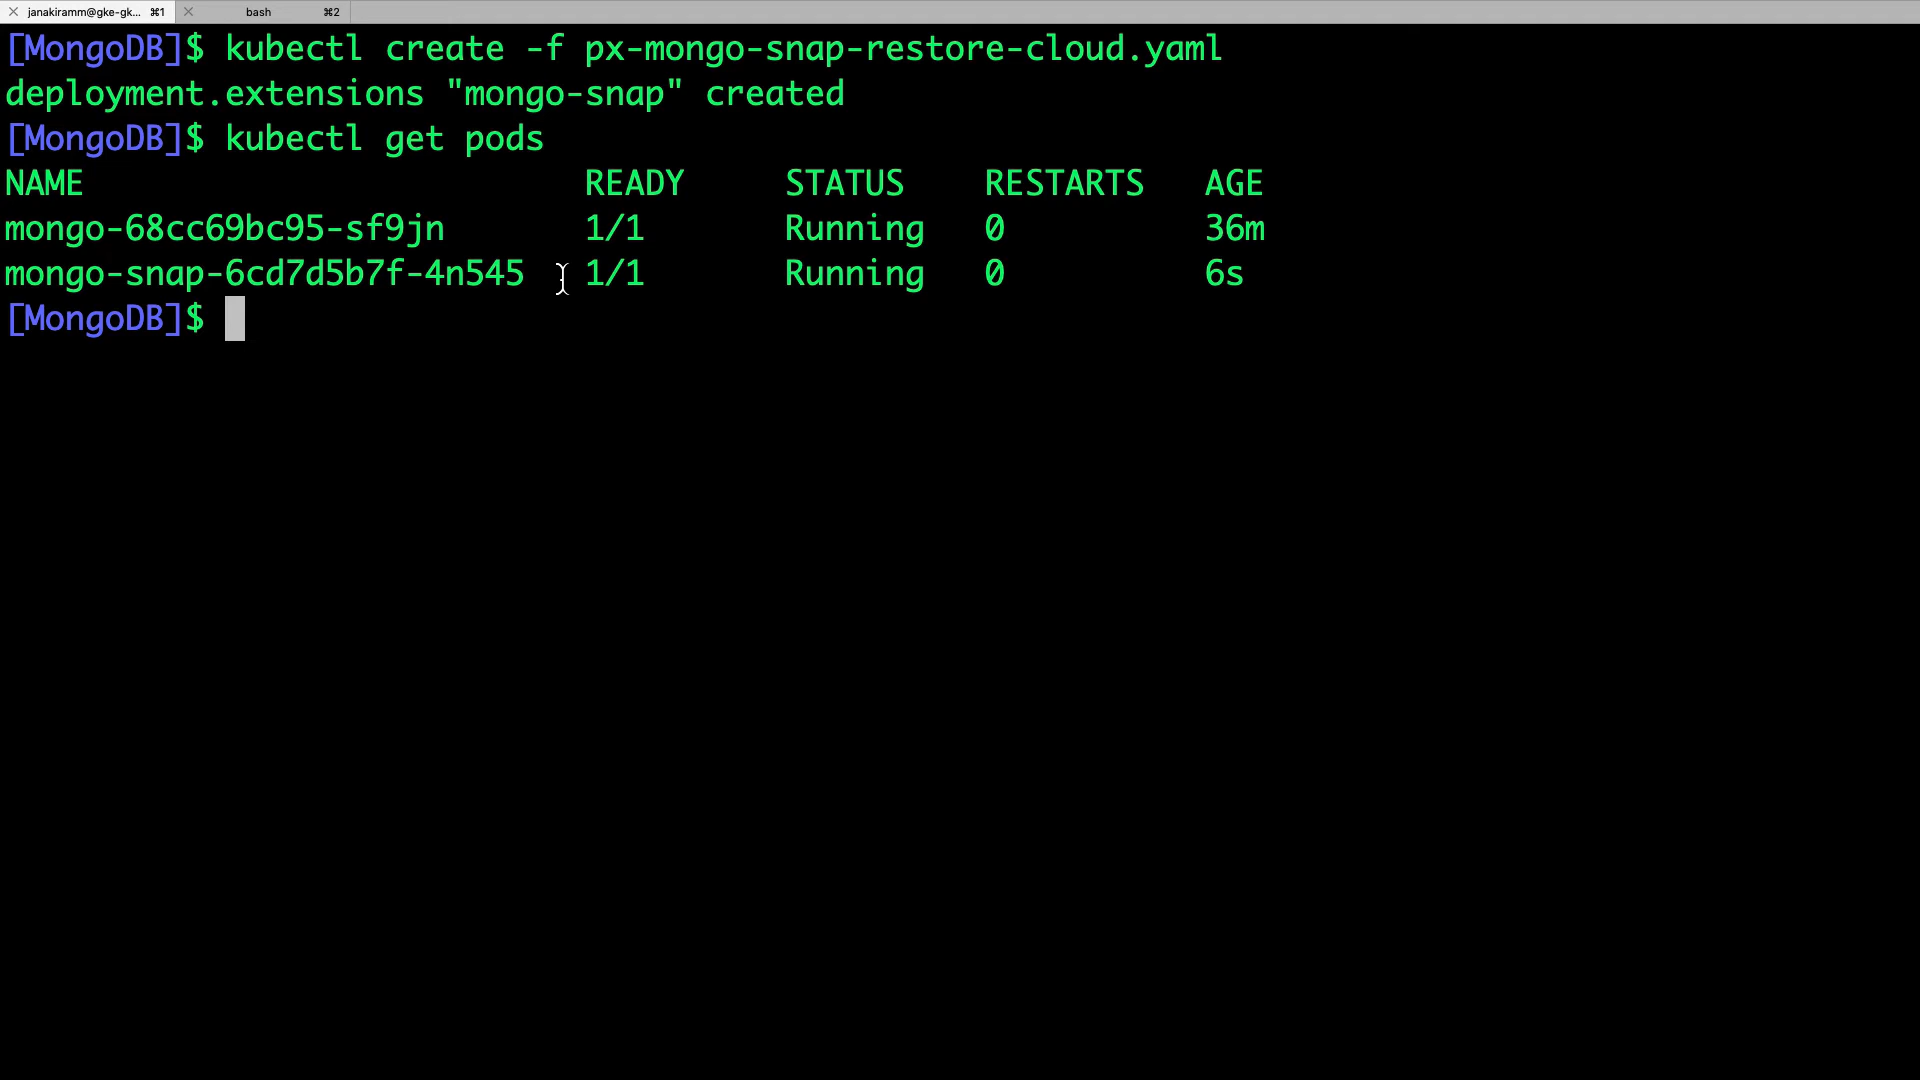 janakiramm@gke-gk... ⌘1 bash ⌘2
[MongoDB]$ kubectl create -f px-mongo-snap-restore-cloud.yaml
deployment.extensions "mongo-snap" created
[MongoDB]$ kubectl get pods
NAME READY STATUS RESTARTS AGE
mongo-68cc69bc95-sf9jn 1/1 Running 0 36m
mongo-snap-6cd7d5b7f-4n545 1/1 Running 0 6s
[MongoDB]$